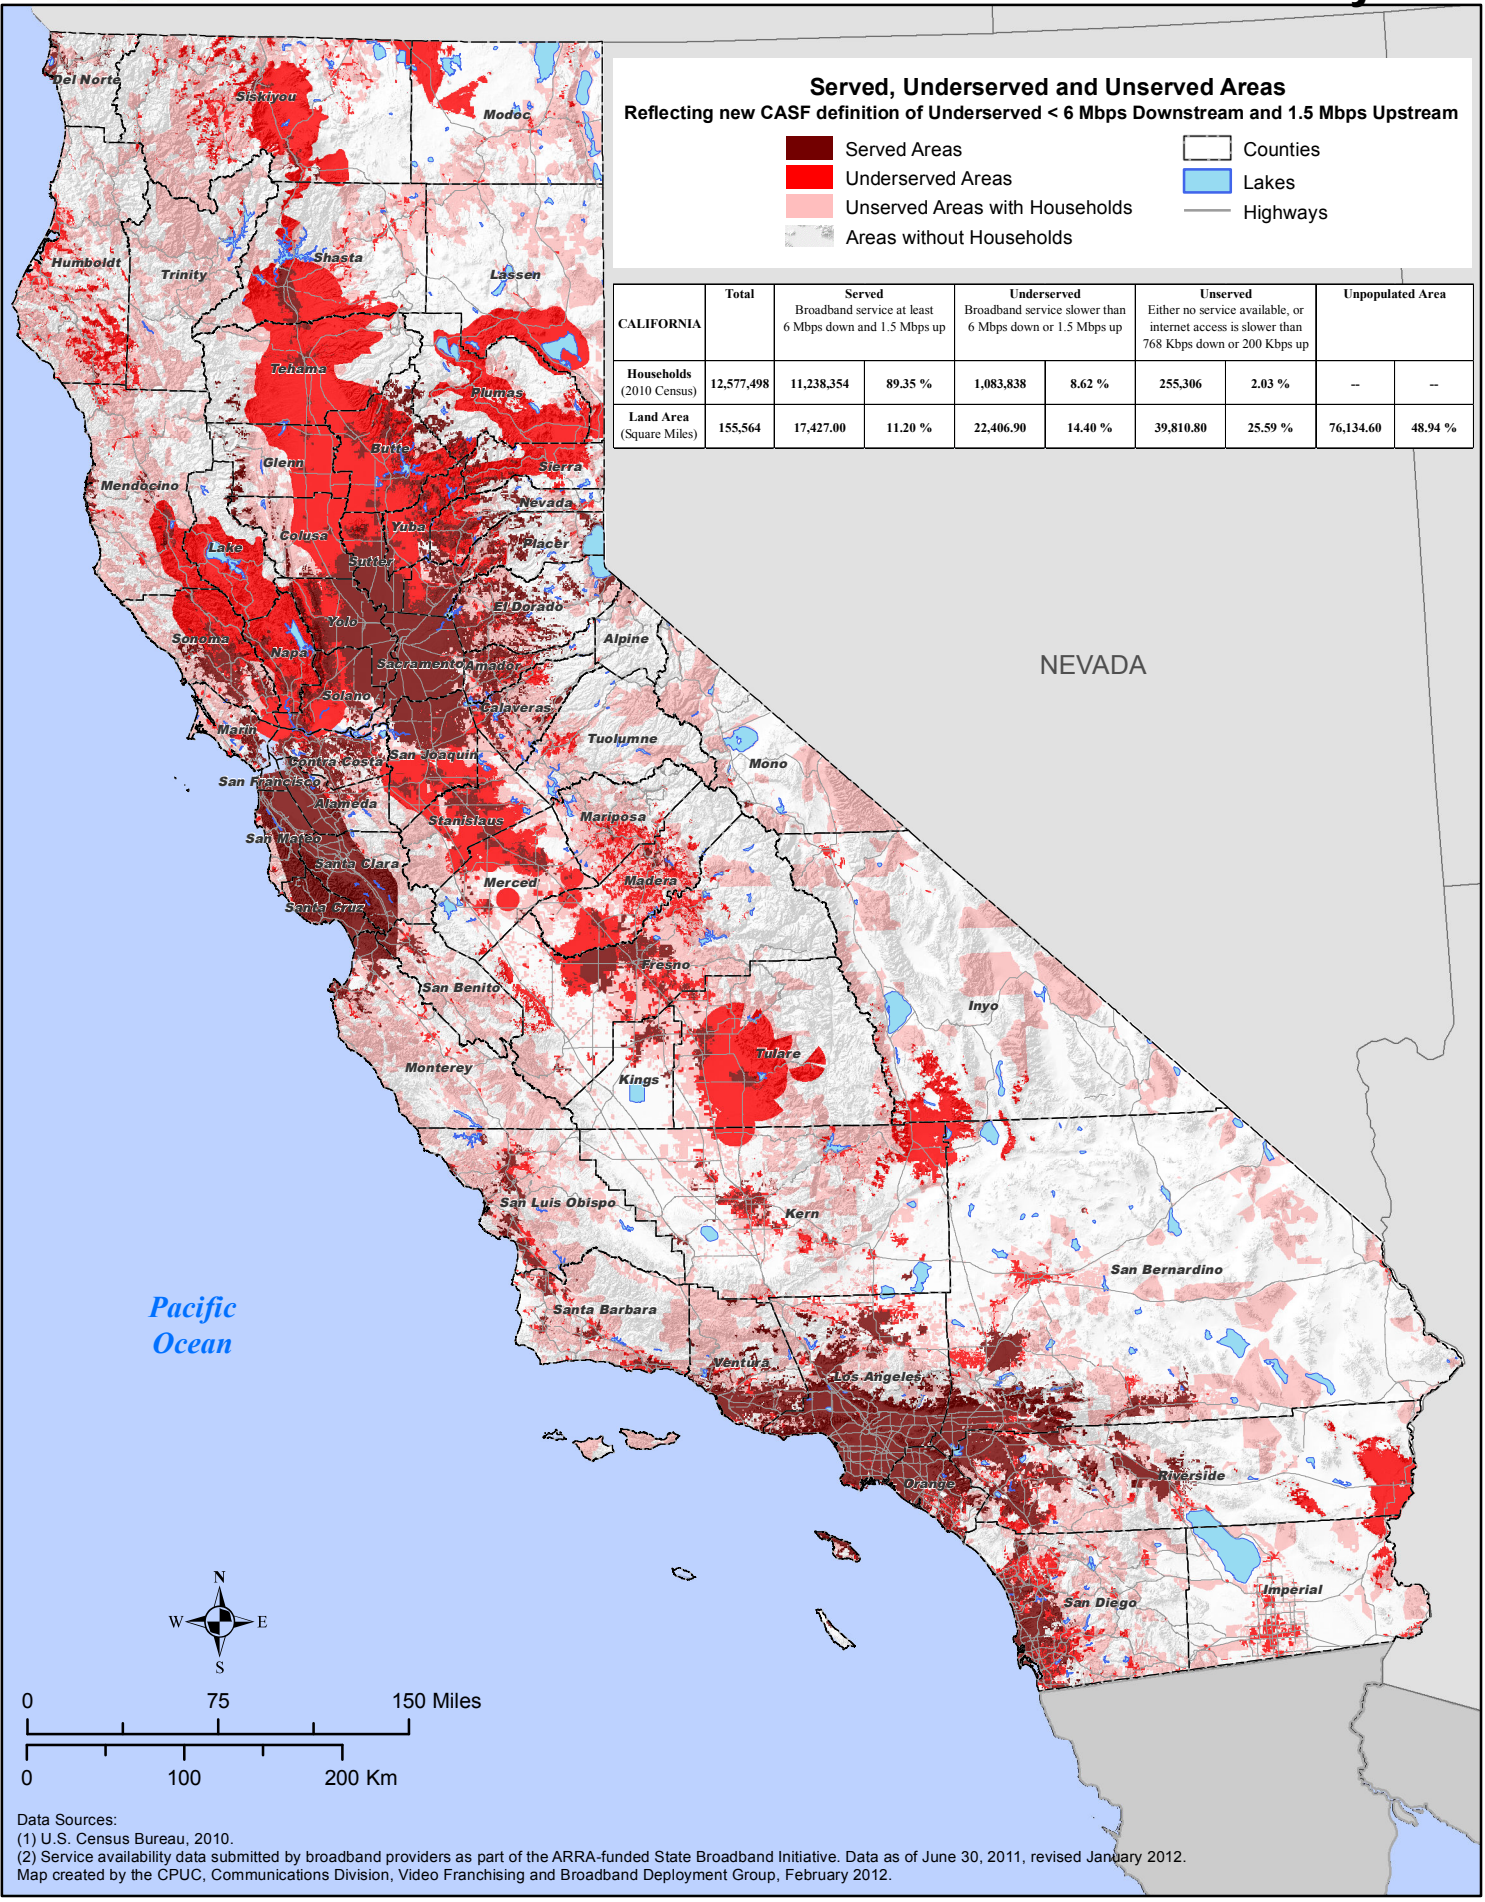 Served, Underserved and Unserved Areas
Reflecting new CASF definition of Underserved < 6 Mbps Downstream and 1.5 Mbps Upstream
Served Areas
Underserved Areas
Unserved Areas with Households
Areas without Households
Counties
Lakes
Highways
CALIFORNIA
Total
Served
Broadband service at least
6 Mbps down and 1.5 Mbps up
Underserved
Broadband service slower than
6 Mbps down or 1.5 Mbps up
Unserved
Either no service available, or
internet access is slower than
768 Kbps down or 200 Kbps up
Unpopulated Area
Households
(2010 Census)
12,577,498 11,238,354 89.35 % 1,083,838 8.62 % 255,306 2.03 % -- --
Land Area
(Square Miles)
155,564 17,427.00 11.20 % 22,406.90 14.40 % 39,810.80 25.59 % 76,134.60 48.94 %
Del Norte
Siskiyou
Modoc
Humboldt
Trinity
Shasta
Lassen
Tehama
Plumas
Glenn
Butte
Sierra
Mendocino
Nevada
Colusa
Yuba
Lake
Sutter
Placer
Yolo
El Dorado
Sonoma
Napa
Sacramento
Amador
Alpine
NEVADA
Solano
Calaveras
Marin
Tuolumne
Contra Costa
San Joaquin
Mono
San Francisco
Alameda
Stanislaus
Mariposa
San Mateo
Santa Clara
Merced
Madera
Santa Cruz
Fresno
San Benito
Inyo
Tulare
Monterey
Kings
San Luis Obispo
Kern
San Bernardino
Pacific
Ocean
Santa Barbara
Ventura
Los Angeles
Orange
Riverside
San Diego
Imperial
N
W
E
S
0 75 150 Miles
0 100 200 Km
Data Sources:
(1) U.S. Census Bureau, 2010.
(2) Service availability data submitted by broadband providers as part of the ARRA-funded State Broadband Initiative. Data as of June 30, 2011, revised January 2012.
Map created by the CPUC, Communications Division, Video Franchising and Broadband Deployment Group, February 2012.